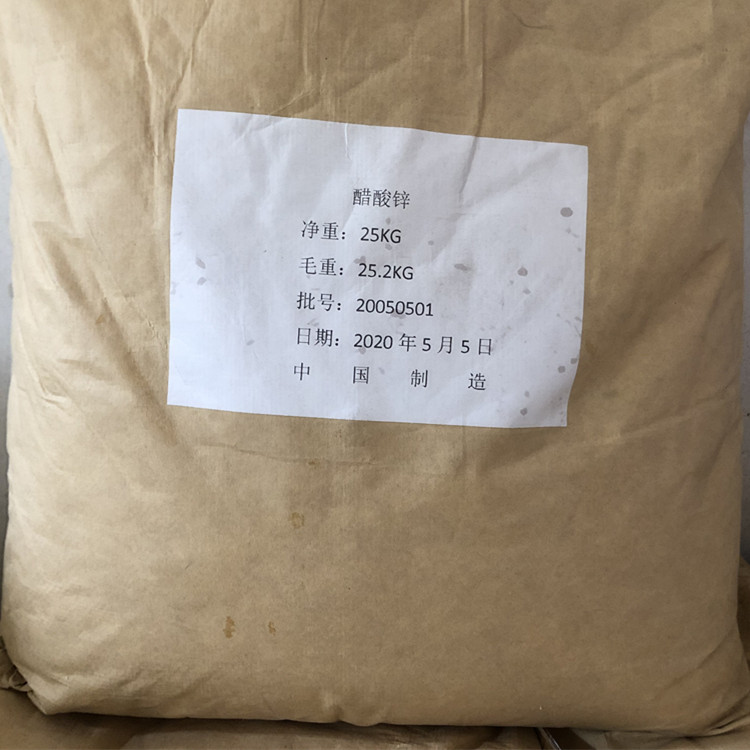 醋酸锌
净重：25KG
毛重：25.2KG
批号：20050501
日期：2020 年 5 月 5 日
中 国 制 造